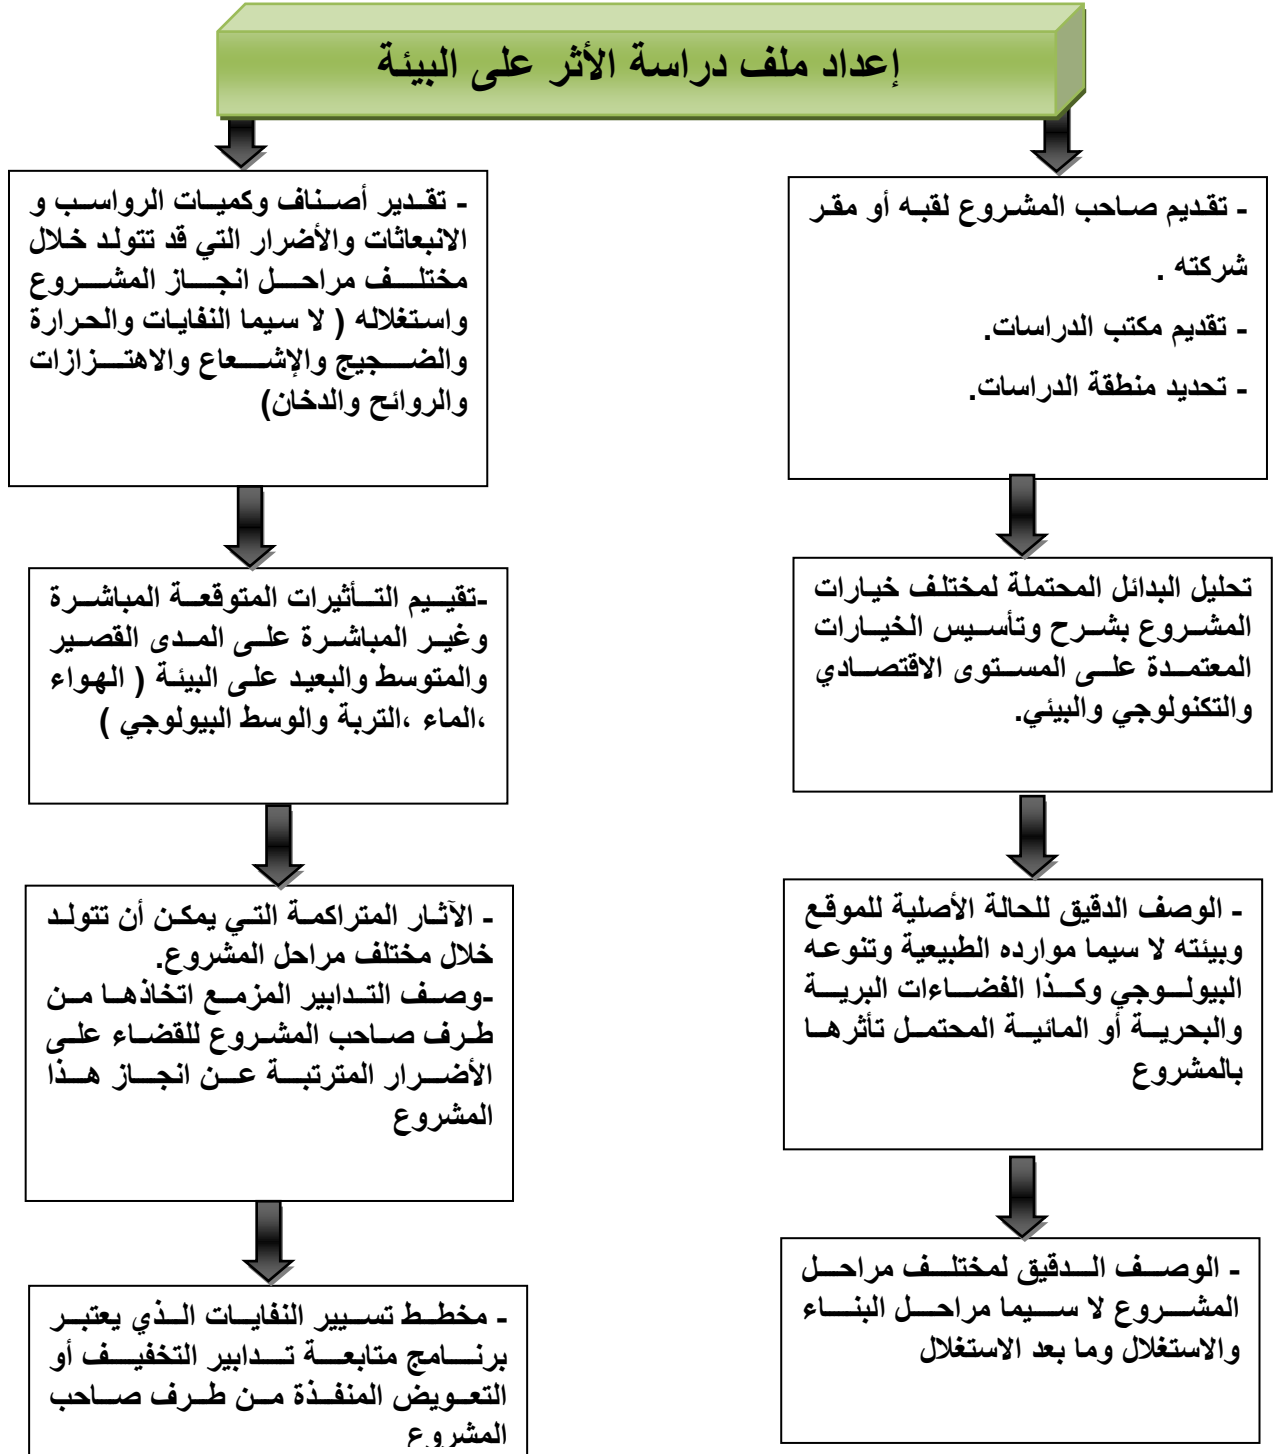 إعداد ملف دراسة الأثر على البيئة
- تقديم صاحب المشروع لقبه أو مقر
شركته .
- تقديم مكتب الدراسات.
- تحديد منطقة الدراسات.
تحليل البدائل المحتملة لمختلف خيارات
المشروع بشرح وتأسيس الخيارات
المعتمدة على المستوى الاقتصادي
والتكنولوجي والبيئي.
- الوصف الدقيق للحالة الأصلية للموقع
وبيئته لا سيما موارده الطبيعية وتنوعه
البيولوجي وكذا الفضاءات البرية
والبحرية أو المائية المحتمل تأثرها
بالمشروع
- الوصف الدقيق لمختلف مراحل
المشروع لا سيما مراحل البناء
والاستغلال وما بعد الاستغلال
- تقدير أصناف وكميات الرواسب و
الانبعاثات والأضرار التي قد تتولد خلال
مختلف مراحل انجاز المشروع
واستغلاله ( لا سيما النفايات والحرارة
والضجيج والإشعاع والاهتزازات
والروائح والدخان)
-تقييم التأثيرات المتوقعة المباشرة
وغير المباشرة على المدى القصير
والمتوسط والبعيد على البيئة ( الهواء
،الماء ،التربة والوسط البيولوجي )
- الآثار المتراكمة التي يمكن أن تتولد
خلال مختلف مراحل المشروع.
-وصف التدابير المزمع اتخاذها من
طرف صاحب المشروع للقضاء على
الأضرار المترتبة عن انجاز هذا
المشروع
- مخطط تسيير النفايات الذي يعتبر
برنامج متابعة تدابير التخفيف أو
التعويض المنفذة من طرف صاحب
المشروع